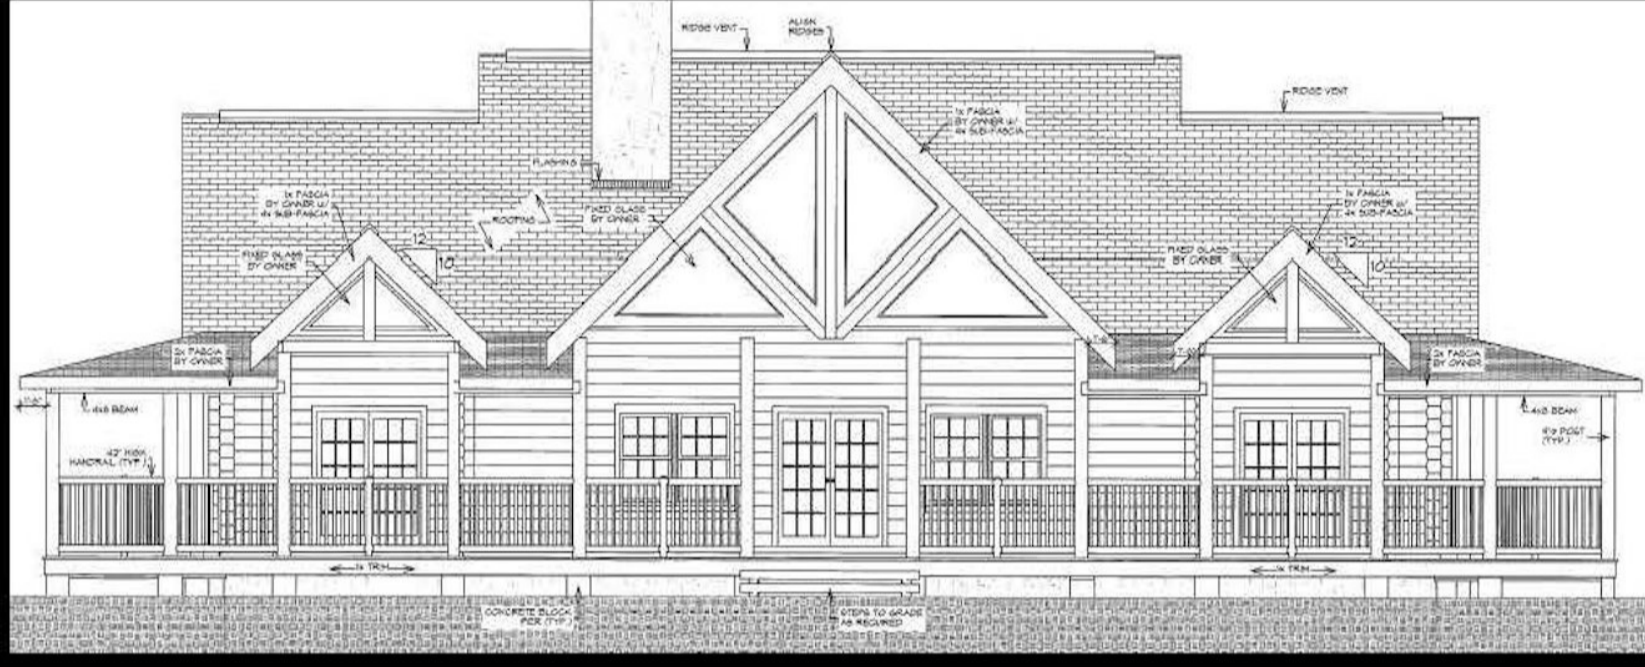 RIDGE VENT
ALIGN
RIDGES
RIDGE VENT
1x FASCIA
BY OWNER w/
4x SUB-FASCIA
FLASHING
1x FASCIA
BY OWNER w/
4x SUB-FASCIA
ROOFING
FIXED GLASS
BY OWNER
1x FASCIA
BY OWNER w/
4x SUB-FASCIA
12
10
FIXED GLASS
BY OWNER
FIXED GLASS
BY OWNER
12
10
2x FASCIA
BY OWNER
2x FASCIA
BY OWNER
1'-6"
4x8 BEAM
4x8 BEAM
42" HIGH
HANDRAIL (TYP.)
POST
(TYP.)
1x TRIM
1x TRIM
CONCRETE BLOCK
PIER (TYP.)
STEPS TO GRADE
AS REQUIRED